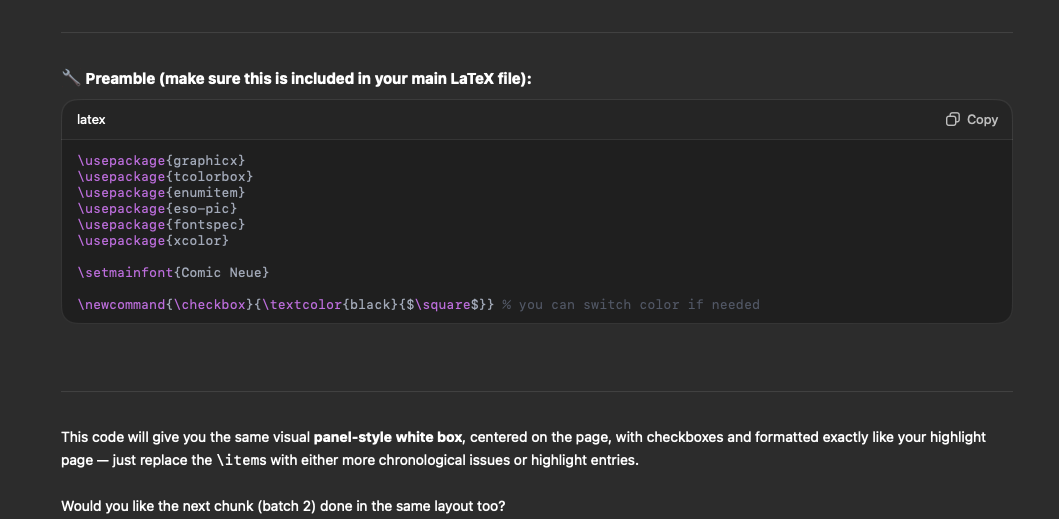 🔧 Preamble (make sure this is included in your main LaTeX file):
latex
Copy
\usepackage{graphicx}
\usepackage{tcolorbox}
\usepackage{enumitem}
\usepackage{eso-pic}
\usepackage{fontspec}
\usepackage{xcolor}
\setmainfont{Comic Neue}
\newcommand{\checkbox}{\textcolor{black}{$\square$}} % you can switch color if needed
This code will give you the same visual panel-style white box, centered on the page, with checkboxes and formatted exactly like your highlight
page — just replace the \items with either more chronological issues or highlight entries.
Would you like the next chunk (batch 2) done in the same layout too?